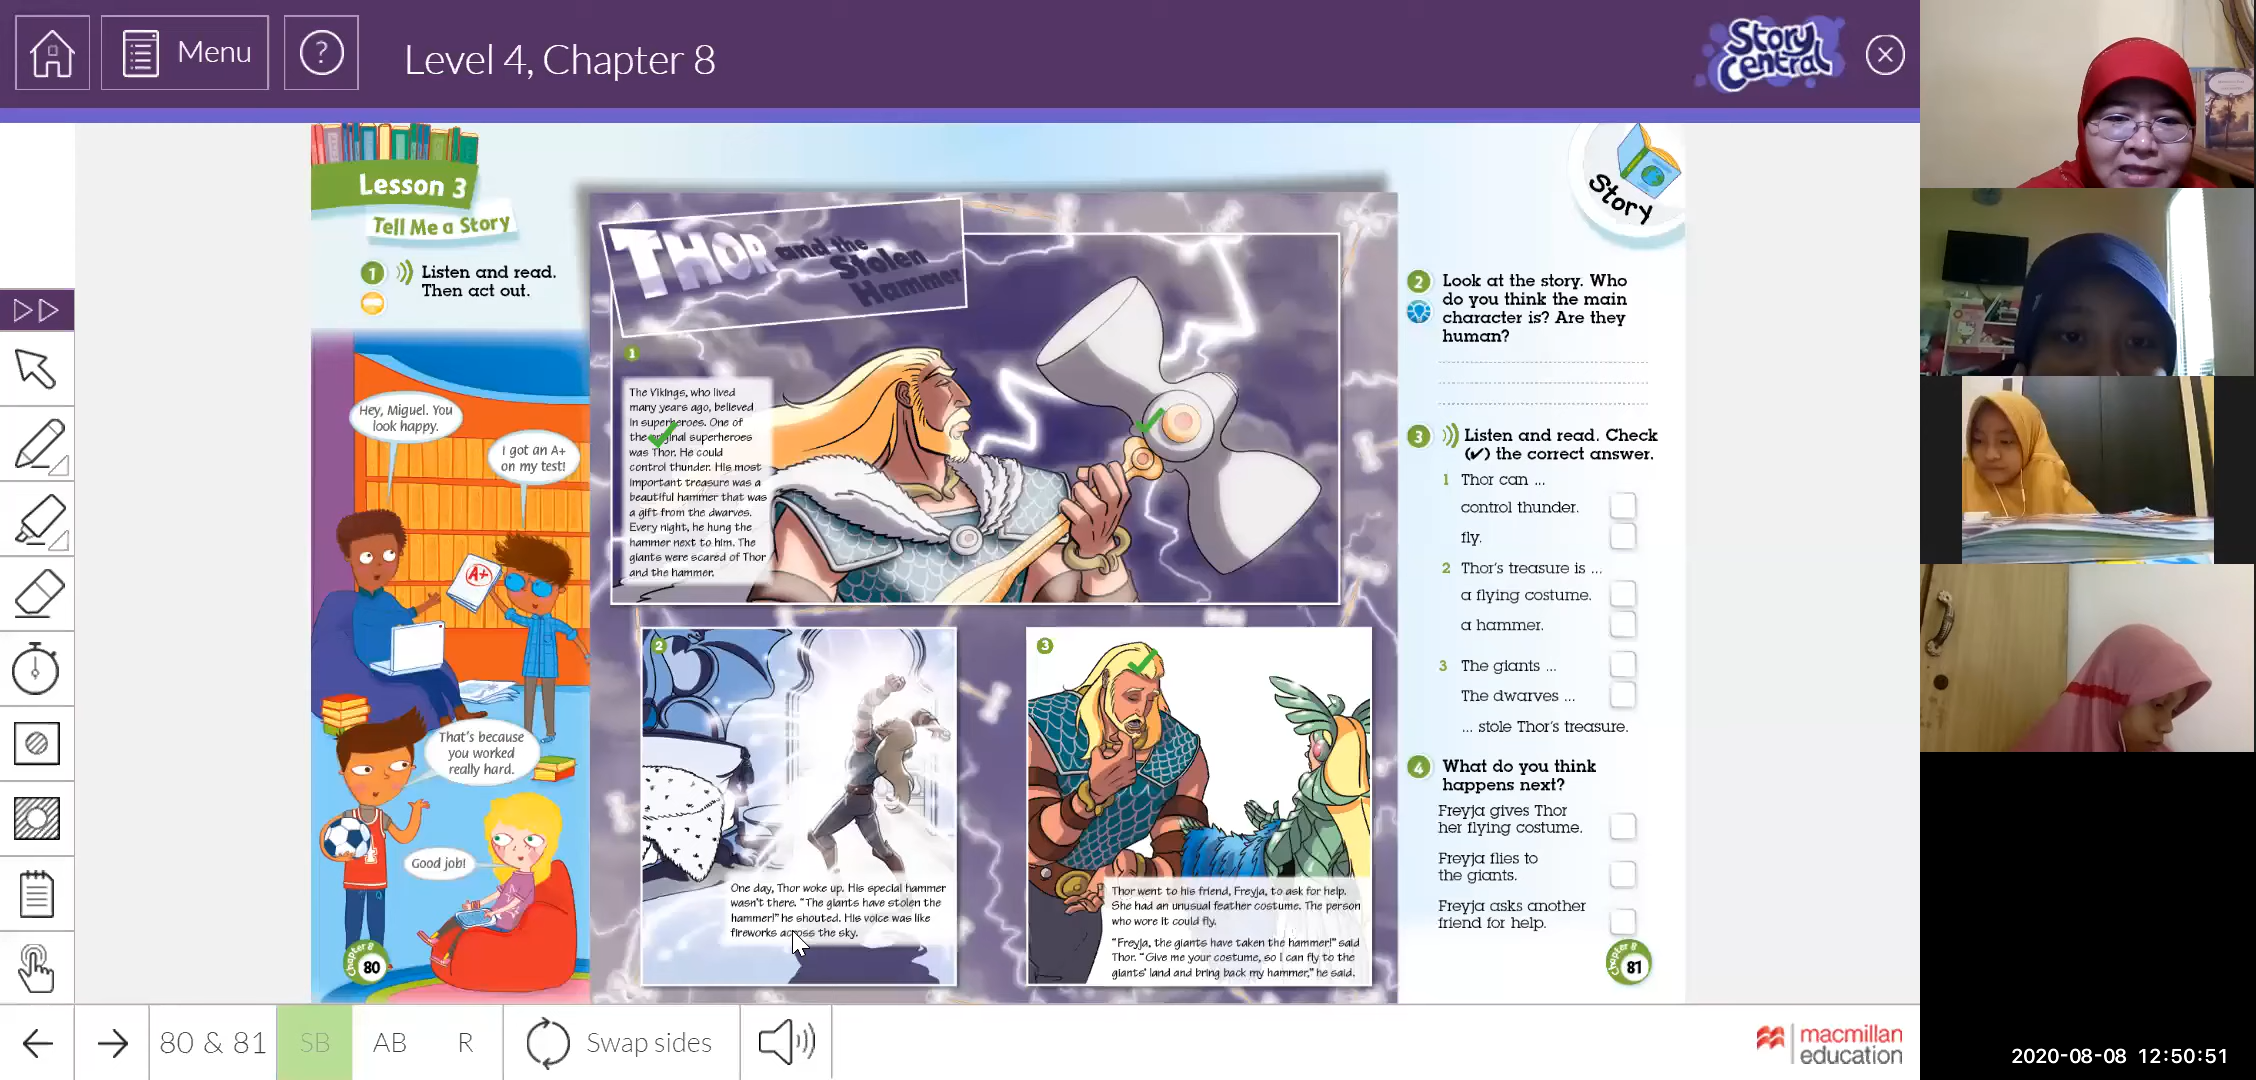 Menu
?
Level 4, Chapter 8
Story
Central
Lesson 3
Tell Me a Story
1 Listen and read.
Then act out.
Hey, Miguel. You
look happy.
I got an A+
on my test!
A+
That's because
you worked
really hard.
Good job!
Chapter 8
80
THOR and the
Stolen
Hammer
1
The Vikings, who lived
many years ago, believed
in superheroes. One of
the original superheroes
was Thor. He could
control thunder. His most
important treasure was a
beautiful hammer that was
a gift from the dwarves.
Every night, he hung the
hammer next to him. The
giants were scared of Thor
and the hammer.
2
One day, Thor woke up. His special hammer
wasn't there. "The giants have stolen the
hammer!" he shouted. His voice was like
fireworks across the sky.
3
Thor went to his friend, Freyja, to ask for help.
She had an unusual feather costume. The person
who wore it could fly.
"Freyja, the giants have taken the hammer!" said
Thor. "Give me your costume, so I can fly to the
giants' land and bring back my hammer," he said.
Story
2 Look at the story. Who
do you think the main
character is? Are they
human?
3 Listen and read. Check
(✔) the correct answer.
1 Thor can ...
control thunder.
fly.
2 Thor's treasure is ...
a flying costume.
a hammer.
3 The giants ...
The dwarves ...
... stole Thor's treasure.
4 What do you think
happens next?
Freyja gives Thor
her flying costume.
Freyja flies to
the giants.
Freyja asks another
friend for help.
Chapter 8
81
80 & 81
SB
AB
R
Swap sides
macmillan
education
2020-08-08 12:50:51